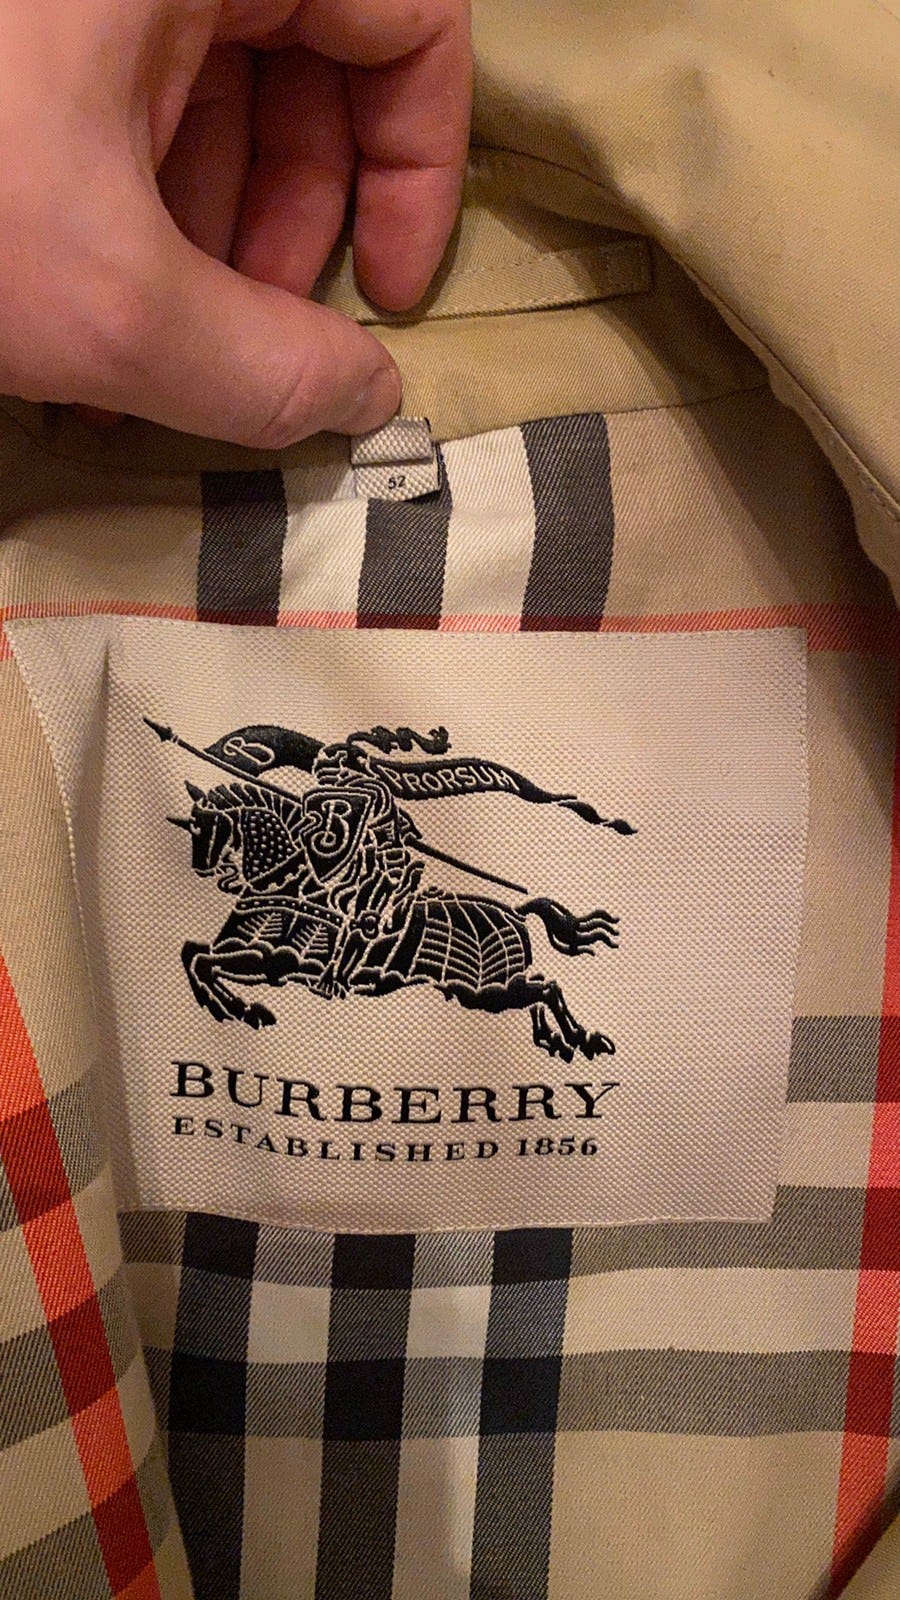 52
B PRORSUM
B
BURBERRY
ESTABLISHED 1856